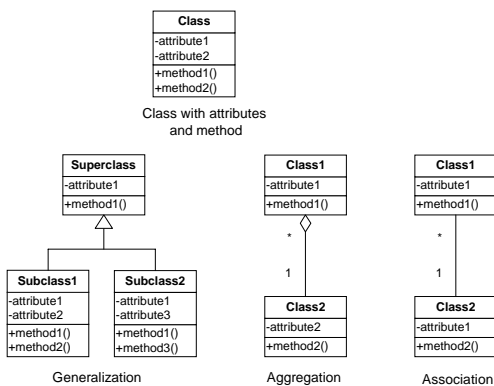 Class
-attribute1
-attribute2
+method1()
+method2()
Class with attributes
and method
Superclass
-attribute1
+method1()
Subclass1
-attribute1
-attribute2
+method1()
+method2()
Subclass2
-attribute1
-attribute3
+method1()
+method3()
Generalization
Class1
-attribute1
+method1()
*
1
Class2
-attribute2
+method2()
Aggregation
Class1
-attribute1
+method1()
*
1
Class2
-attribute1
+method2()
Association